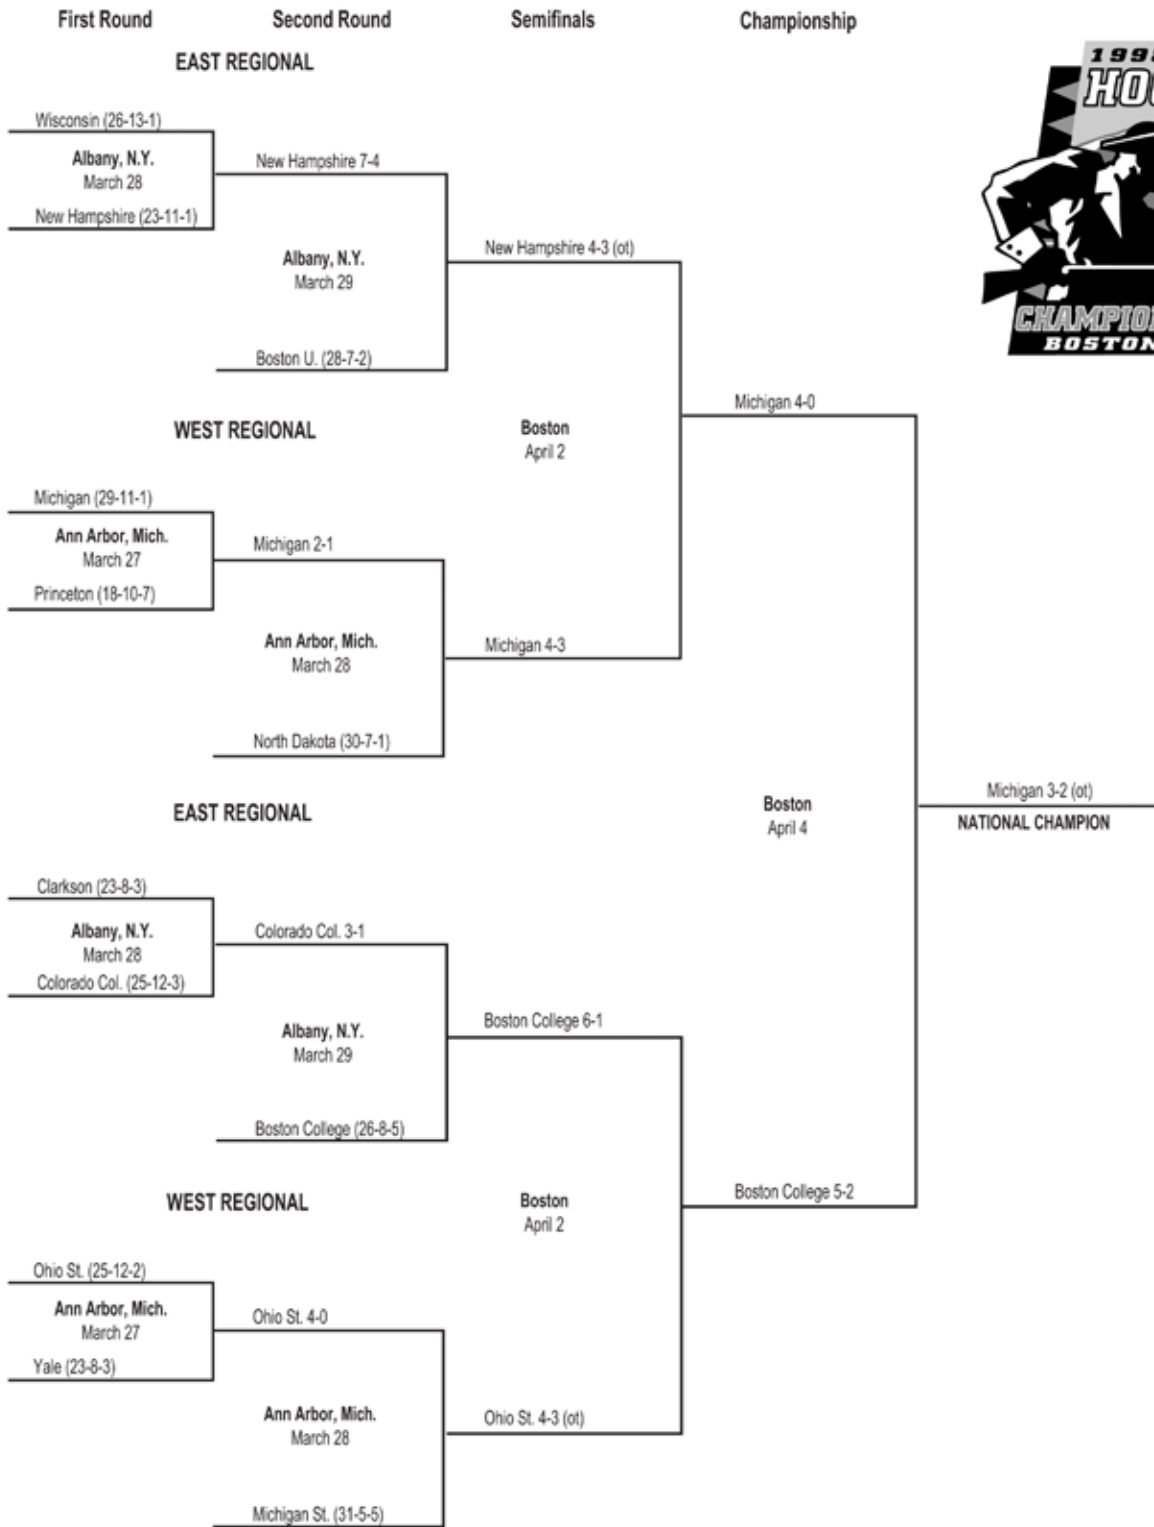 First Round Second Round Semifinals Championship
EAST REGIONAL
Wisconsin (26-13-1)
Albany, N.Y.
March 28
New Hampshire (23-11-1)
New Hampshire 7-4
Albany, N.Y.
March 29
Boston U. (28-7-2)
New Hampshire 4-3 (ot)
WEST REGIONAL
Michigan (29-11-1)
Ann Arbor, Mich.
March 27
Princeton (18-10-7)
Michigan 2-1
Ann Arbor, Mich.
March 28
North Dakota (30-7-1)
Michigan 4-3
Boston
April 2
Michigan 4-0
EAST REGIONAL
Clarkson (23-8-3)
Albany, N.Y.
March 28
Colorado Col. (25-12-3)
Colorado Col. 3-1
Albany, N.Y.
March 29
Boston College (26-8-5)
Boston College 6-1
WEST REGIONAL
Ohio St. (25-12-2)
Ann Arbor, Mich.
March 27
Yale (23-8-3)
Ohio St. 4-0
Ann Arbor, Mich.
March 28
Michigan St. (31-5-5)
Ohio St. 4-3 (ot)
Boston
April 2
Boston College 5-2
Boston
April 4
Michigan 3-2 (ot)
NATIONAL CHAMPION
BOSTON